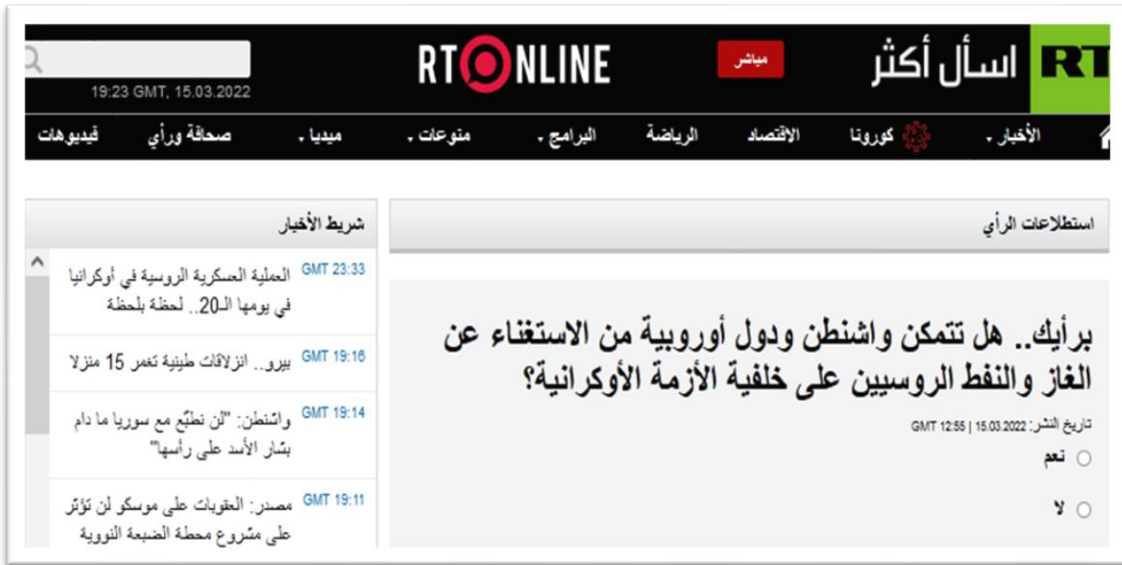 RT اسأل أكثر
مباشر
RTONLINE
19:23 GMT, 15.03.2022
الأخبار
كورونا
الاقتصاد
الرياضة
البرامج
منوعات
ميديا
صحافة ورأي
فيديوهات
استطلاعات الرأي
برأيك.. هل تتمكن واشنطن ودول أوروبية من الاستغناء عن
الغاز والنفط الروسيين على خلفية الأزمة الأوكرانية؟
تاريخ النشر: 15.03.2022 | 12:55 GMT
نعم
لا
شريط الأخبار
23:33 GMT العملية العسكرية الروسية في أوكرانيا
في يومها الـ20.. لحظة بلحظة
19:16 GMT بيرو.. انزلاقات طينية تغمر 15 منزلا
19:14 GMT واشنطن: "لن نطبّع مع سوريا ما دام
بشار الأسد على رأسها"
19:11 GMT مصدر: العقوبات على موسكو لن تؤثر
على مشروع محطة الضبعة النووية